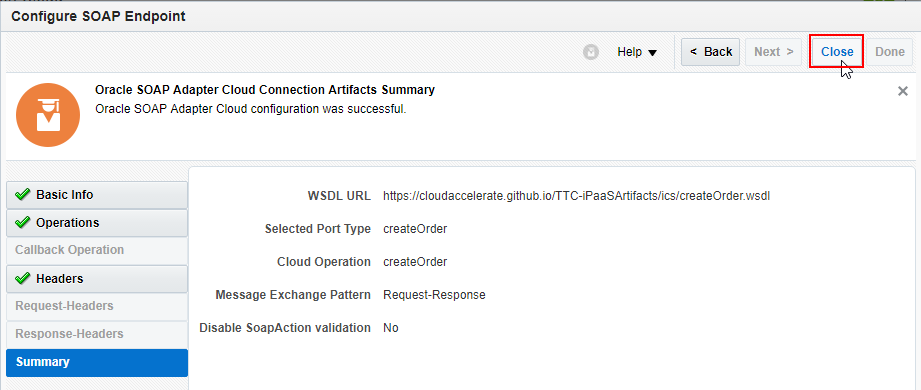 Configure SOAP Endpoint
Help
< Back
Next >
Close
Done
Oracle SOAP Adapter Cloud Connection Artifacts Summary
Oracle SOAP Adapter Cloud configuration was successful.
Basic Info
Operations
Callback Operation
Headers
Request-Headers
Response-Headers
Summary
WSDL URL https://cloudaccelerate.github.io/TTC-iPaaSArtifacts/ics/createOrder.wsdl
Selected Port Type createOrder
Cloud Operation createOrder
Message Exchange Pattern Request-Response
Disable SoapAction validation No